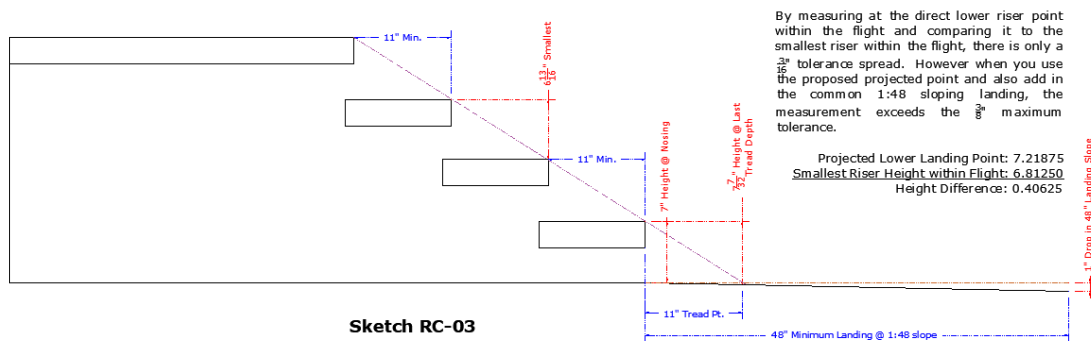 By measuring at the direct lower riser point
within the flight and comparing it to the
smallest riser within the flight, there is only a
3/16" tolerance spread. However when you use
the proposed projected point and also add in
the common 1:48 sloping landing, the
measurement exceeds the 3/8" maximum
tolerance.
Projected Lower Landing Point: 7.21875
Smallest Riser Height within Flight: 6.81250
Height Difference: 0.40625
11" Min.
6 13/16" Smallest
11" Min.
7" Height @ Nosing
7 7/32" Height @ Last
Tread Depth
1" Drop in 48" Landing Slope
11" Tread Pt.
48" Minimum Landing @ 1:48 slope
Sketch RC-03